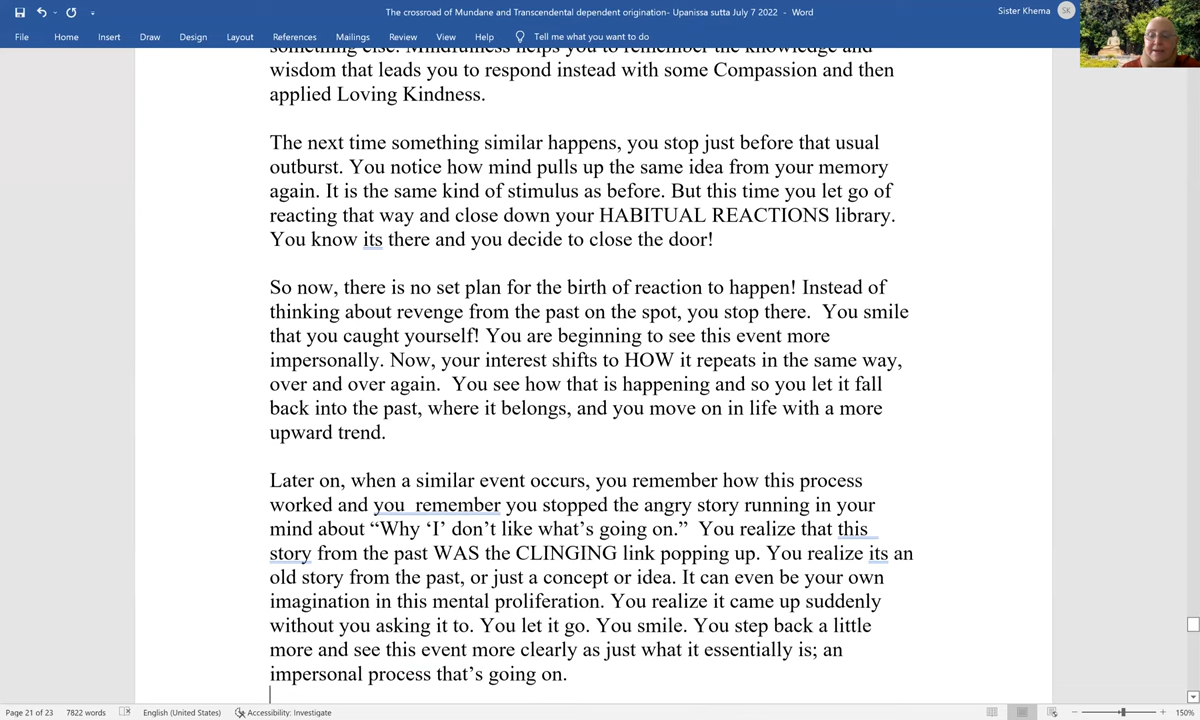 The crossroad of Mundane and Transcendental dependent origination- Upanissa sutta July 7 2022 - Word
Sister Khema
SK
File Home Insert Draw Design Layout References Mailings Review View Help Tell me what you want to do
something else. Mindfulness helps you to remember the knowledge and
wisdom that leads you to respond instead with some Compassion and then
applied Loving Kindness.
The next time something similar happens, you stop just before that usual
outburst. You notice how mind pulls up the same idea from your memory
again. It is the same kind of stimulus as before. But this time you let go of
reacting that way and close down your HABITUAL REACTIONS library.
You know its there and you decide to close the door!
So now, there is no set plan for the birth of reaction to happen! Instead of
thinking about revenge from the past on the spot, you stop there.  You smile
that you caught yourself! You are beginning to see this event more
impersonally. Now, your interest shifts to HOW it repeats in the same way,
over and over again.  You see how that is happening and so you let it fall
back into the past, where it belongs, and you move on in life with a more
upward trend.
Later on, when a similar event occurs, you remember how this process
worked and you  remember you stopped the angry story running in your
mind about “Why ‘I’ don’t like what’s going on.”  You realize that this
story from the past WAS the CLINGING link popping up. You realize its an
old story from the past, or just a concept or idea. It can even be your own
imagination in this mental proliferation. You realize it came up suddenly
without you asking it to. You let it go. You smile. You step back a little
more and see this event more clearly as just what it essentially is; an
impersonal process that’s going on.
Page 21 of 23 7822 words English (United States) Accessibility: Investigate 150%